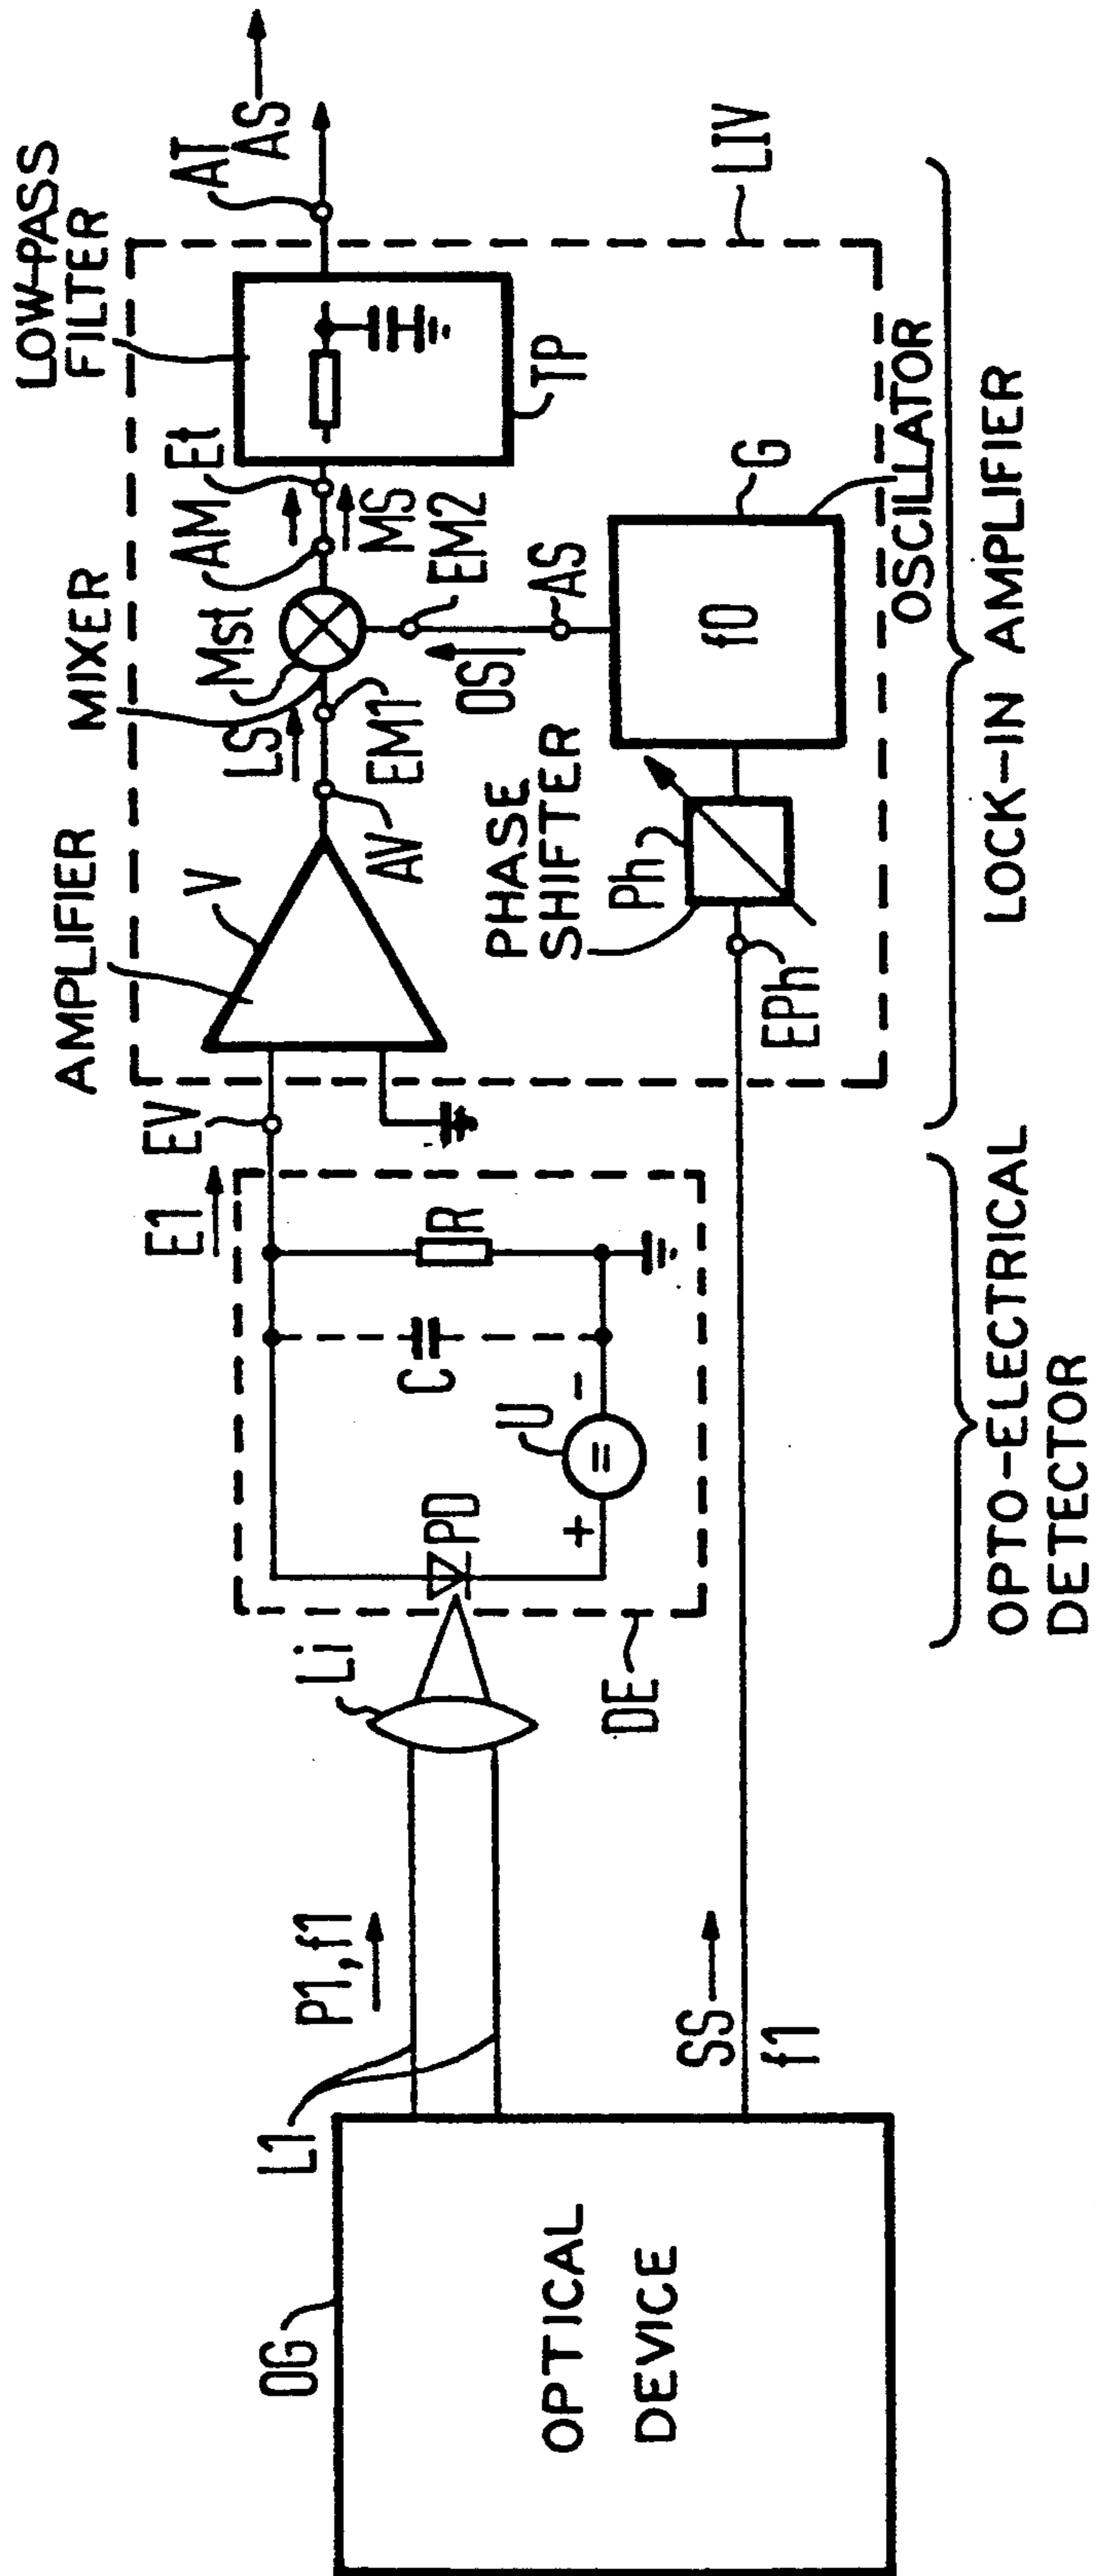 OPTICAL
DEVICE
OG
L1
P1,f1
SS
f1
Li
DE
PD
U
+
=
-
C
R
E1
EV
OPTO-ELECTRICAL
DETECTOR
AMPLIFIER
V
AV
LS
EM1
MIXER
Mst
AM
Et
MS
EM2
OSI
AS
PHASE
SHIFTER
Ph
EPh
f0
G
OSCILLATOR
LOW-PASS
FILTER
TP
AT
AS
LIV
LOCK-IN AMPLIFIER